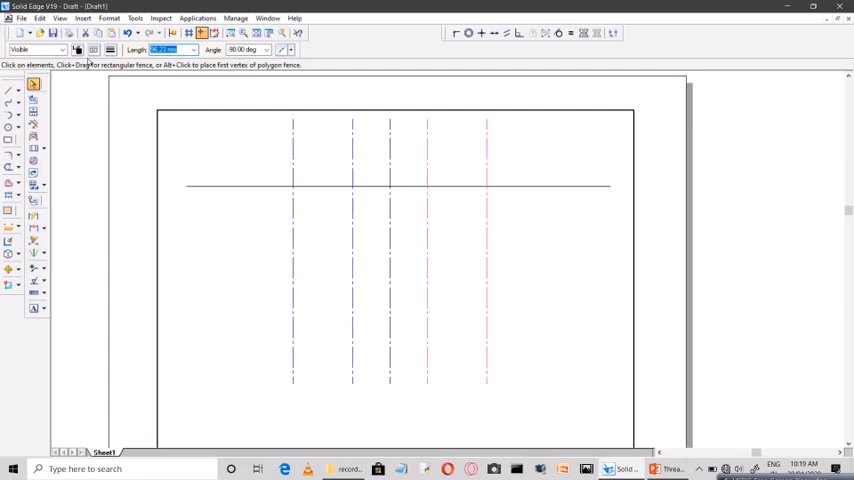 Solid Edge V19 - Draft - [Draft1]
File Edit View Insert Format Tools Inspect Applications Manage Window Help
Visible Length Angle -90.00 deg
Click on elements, Click+Drag for rectangular fence, or Alt+Click to place first vertex of polygon fence.
A
Sheet1
Type here to search
record... Solid ... Threa...
ENG 10:19 AM
IN